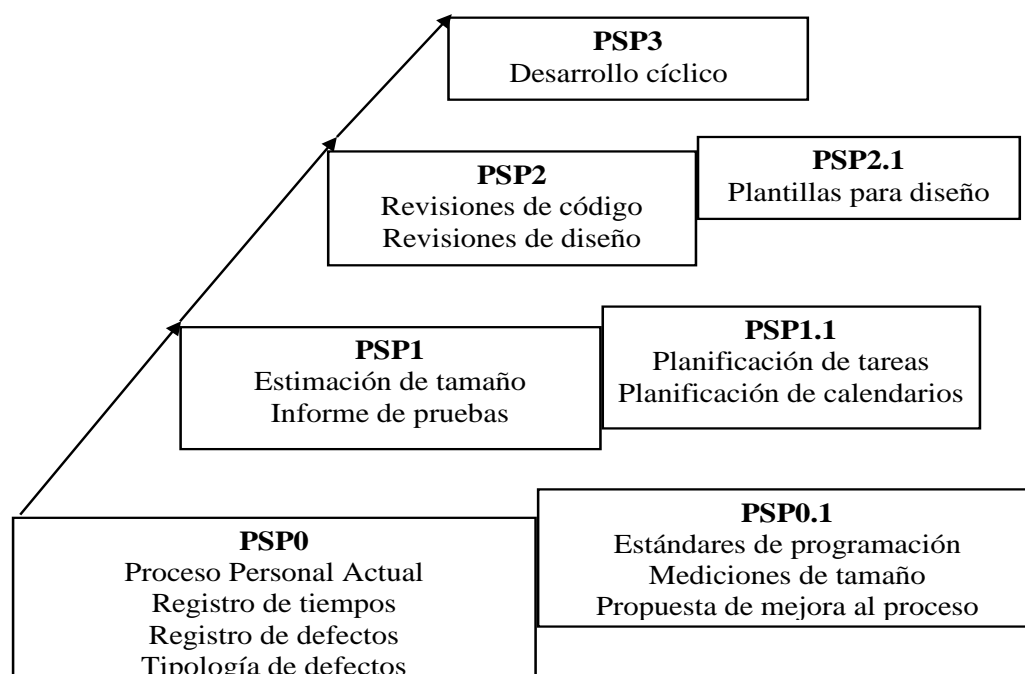 PSP3
Desarrollo cíclico
PSP2
Revisiones de código
Revisiones de diseño
PSP2.1
Plantillas para diseño
PSP1
Estimación de tamaño
Informe de pruebas
PSP1.1
Planificación de tareas
Planificación de calendarios
PSP0
Proceso Personal Actual
Registro de tiempos
Registro de defectos
Tipología de defectos
PSP0.1
Estándares de programación
Mediciones de tamaño
Propuesta de mejora al proceso